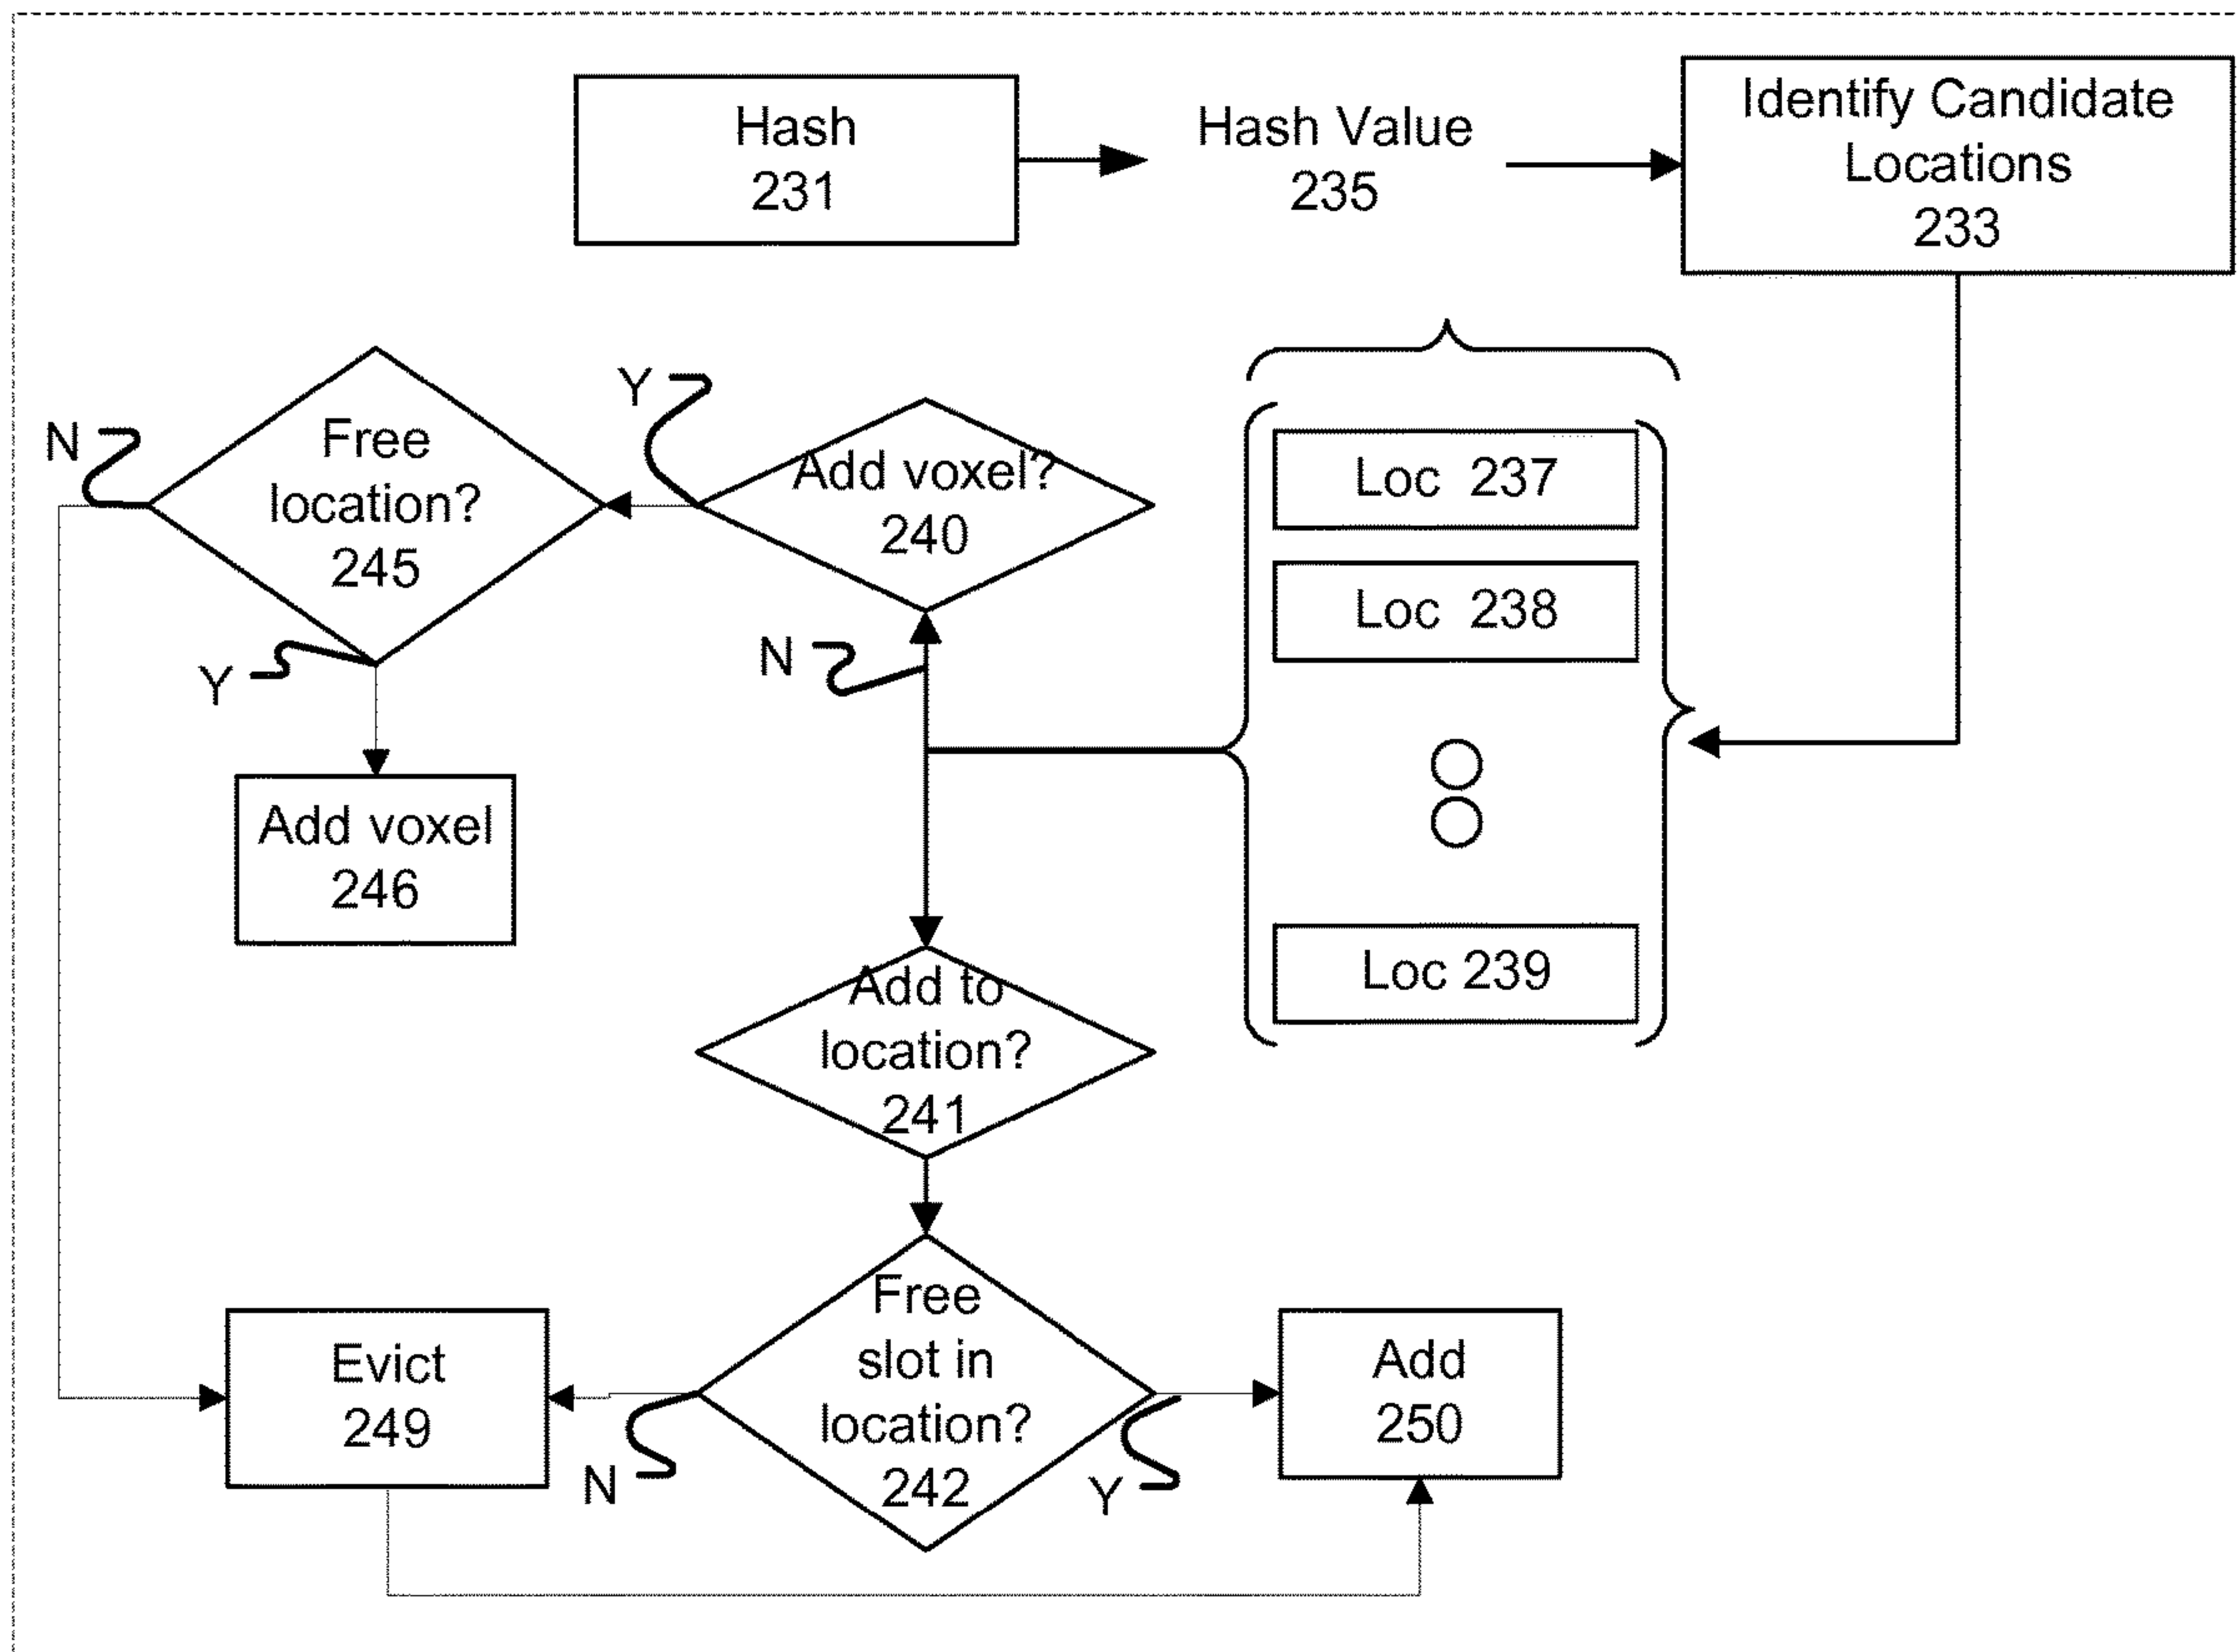 Hash
231
Hash Value
235
Identify Candidate
Locations
233
N
Free
location?
245
Y
Y
Add voxel?
240
N
Loc 237
Loc 238
Loc 239
Add voxel
246
Add to
location?
241
Evict
249
N
Free
slot in
location?
242
Y
Add
250